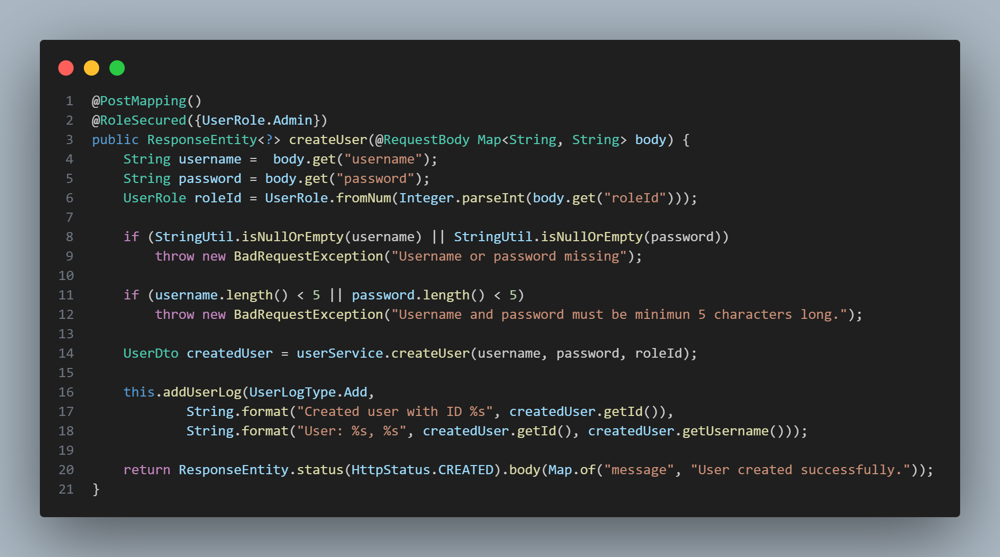 1 @PostMapping()
2 @RoleSecured({UserRole.Admin})
3 public ResponseEntity<?> createUser(@RequestBody Map<String, String> body) {
4     String username =  body.get("username");
5     String password = body.get("password");
6     UserRole roleId = UserRole.fromNum(Integer.parseInt(body.get("roleId")));
7
8     if (StringUtil.isNullOrEmpty(username) || StringUtil.isNullOrEmpty(password))
9         throw new BadRequestException("Username or password missing");
10
11     if (username.length() < 5 || password.length() < 5)
12         throw new BadRequestException("Username and password must be minimun 5 characters long.");
13
14     UserDto createdUser = userService.createUser(username, password, roleId);
15
16     this.addUserLog(UserLogType.Add,
17             String.format("Created user with ID %s", createdUser.getId()),
18             String.format("User: %s, %s", createdUser.getId(), createdUser.getUsername()));
19
20     return ResponseEntity.status(HttpStatus.CREATED).body(Map.of("message", "User created successfully."));
21 }